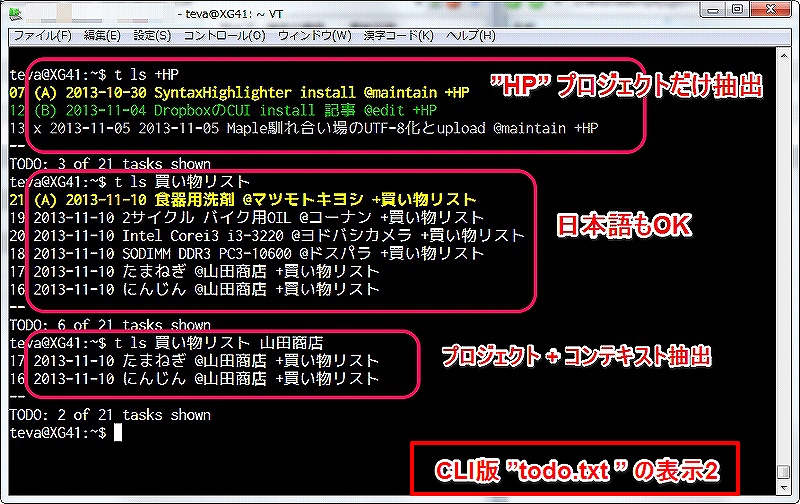 - teva@XG41: ~ VT
ファイル(F) 編集(E) 設定(S) コントロール(O) ウィンドウ(W) 漢字コード(K) ヘルプ(H)
teva@XG41:~$ t ls +HP
07 (A) 2013-10-30 SyntaxHighlighter install @maintain +HP
12 (B) 2013-11-04 DropboxのCUI install 記事 @edit +HP
13 x 2013-11-05 2013-11-05 Maple馴れ合い場のUTF-8化とupload @maintain +HP
--
TODO: 3 of 21 tasks shown
"HP" プロジェクトだけ抽出
teva@XG41:~$ t ls 買い物リスト
21 (A) 2013-11-10 食器用洗剤 @マツモトキヨシ +買い物リスト
19 2013-11-10 2サイクル バイク用OIL @コーナン +買い物リスト
20 2013-11-10 Intel Corei3 i3-3220 @ヨドバシカメラ +買い物リスト
18 2013-11-10 SODIMM DDR3 PC3-10600 @ドスパラ +買い物リスト
17 2013-11-10 たまねぎ @山田商店 +買い物リスト
16 2013-11-10 にんじん @山田商店 +買い物リスト
--
TODO: 6 of 21 tasks shown
日本語もOK
teva@XG41:~$ t ls 買い物リスト 山田商店
17 2013-11-10 たまねぎ @山田商店 +買い物リスト
16 2013-11-10 にんじん @山田商店 +買い物リスト
--
TODO: 2 of 21 tasks shown
teva@XG41:~$
プロジェクト + コンテキスト抽出
CLI版 "todo.txt " の表示2